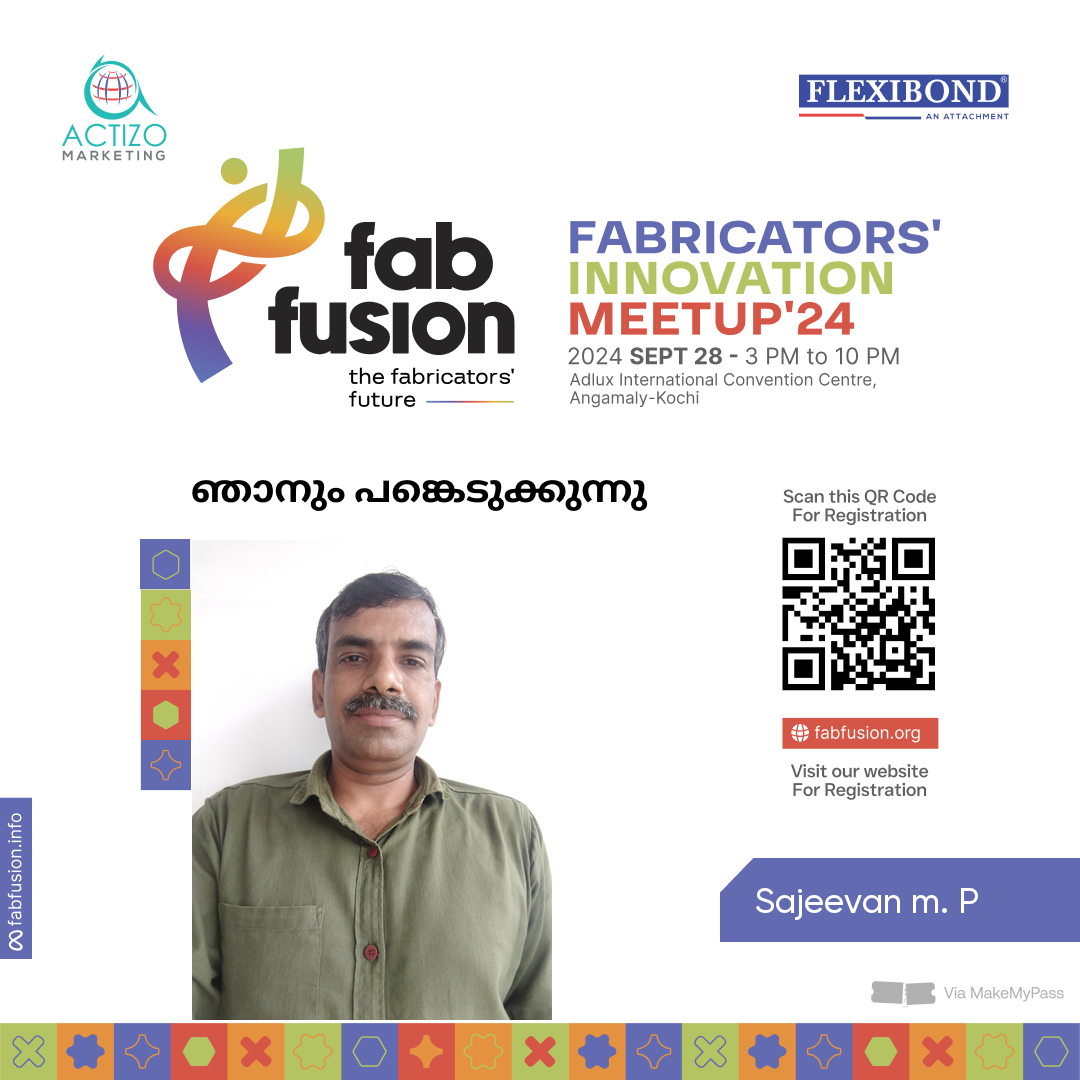 ACTIZO
MARKETING
FLEXIBOND®
AN ATTACHMENT
fab
fusion
the fabricators'
future
FABRICATORS'
INNOVATION
MEETUP'24
2024 SEPT 28 - 3 PM to 10 PM
Adlux International Convention Centre,
Angamaly-Kochi
ഞാനും പങ്കെടുക്കുന്നു
Scan this QR Code
For Registration
fabfusion.org
Visit our website
For Registration
fabfusion.info
Sajeevan m. P
Via MakeMyPass